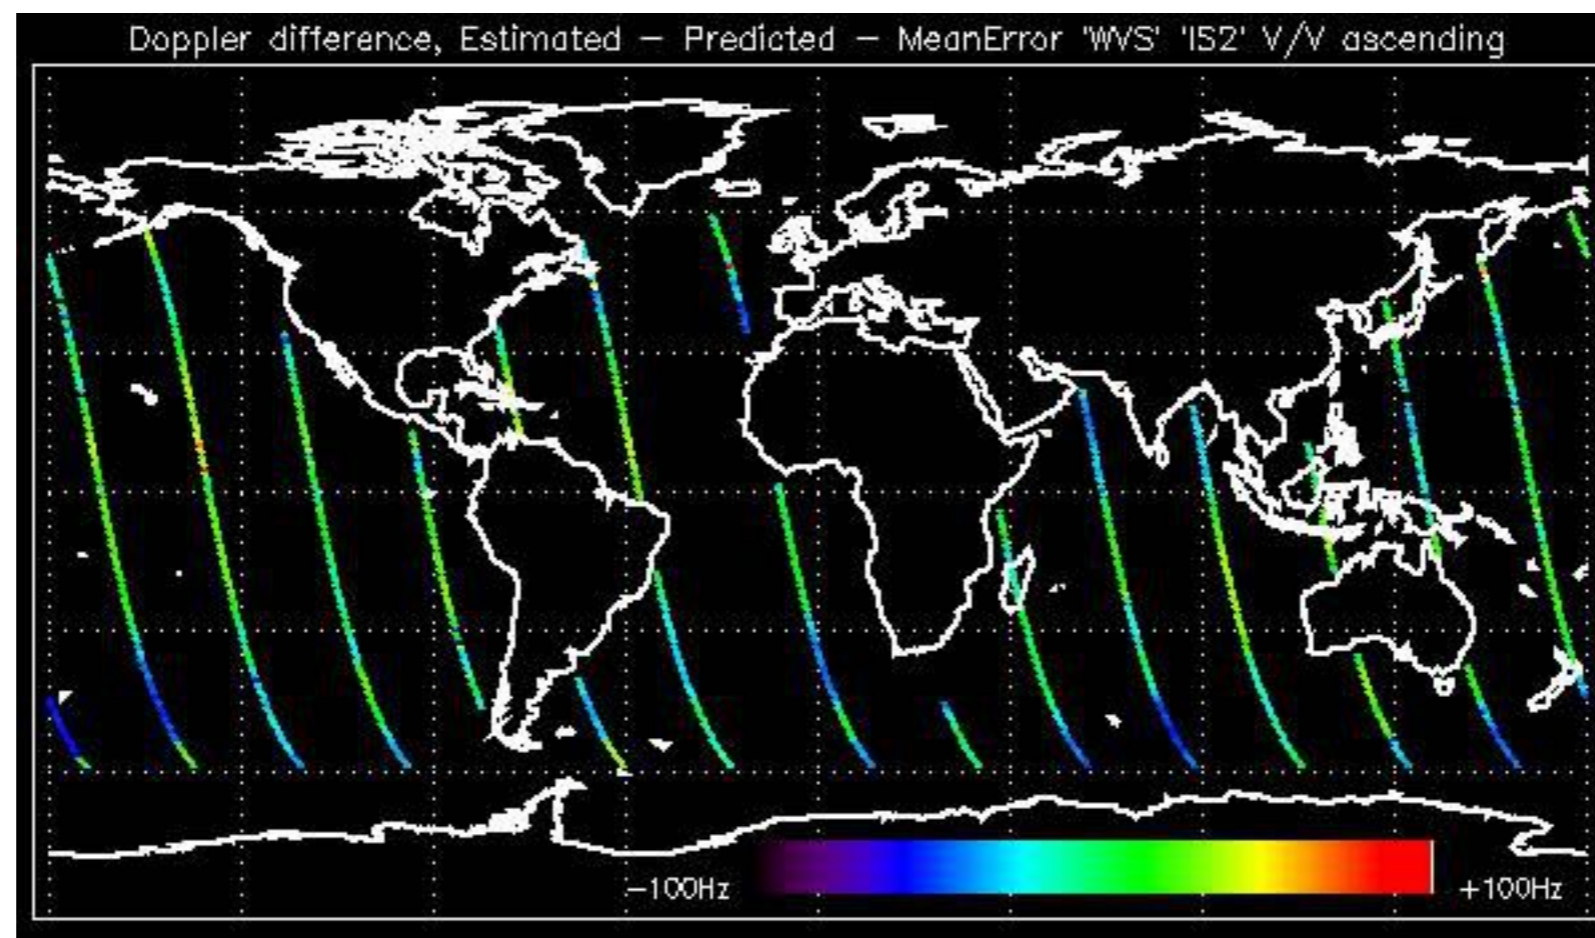 Doppler difference, Estimated – Predicted – MeanError 'WVS' 'IS2' V/V ascending
–100Hz
+100Hz